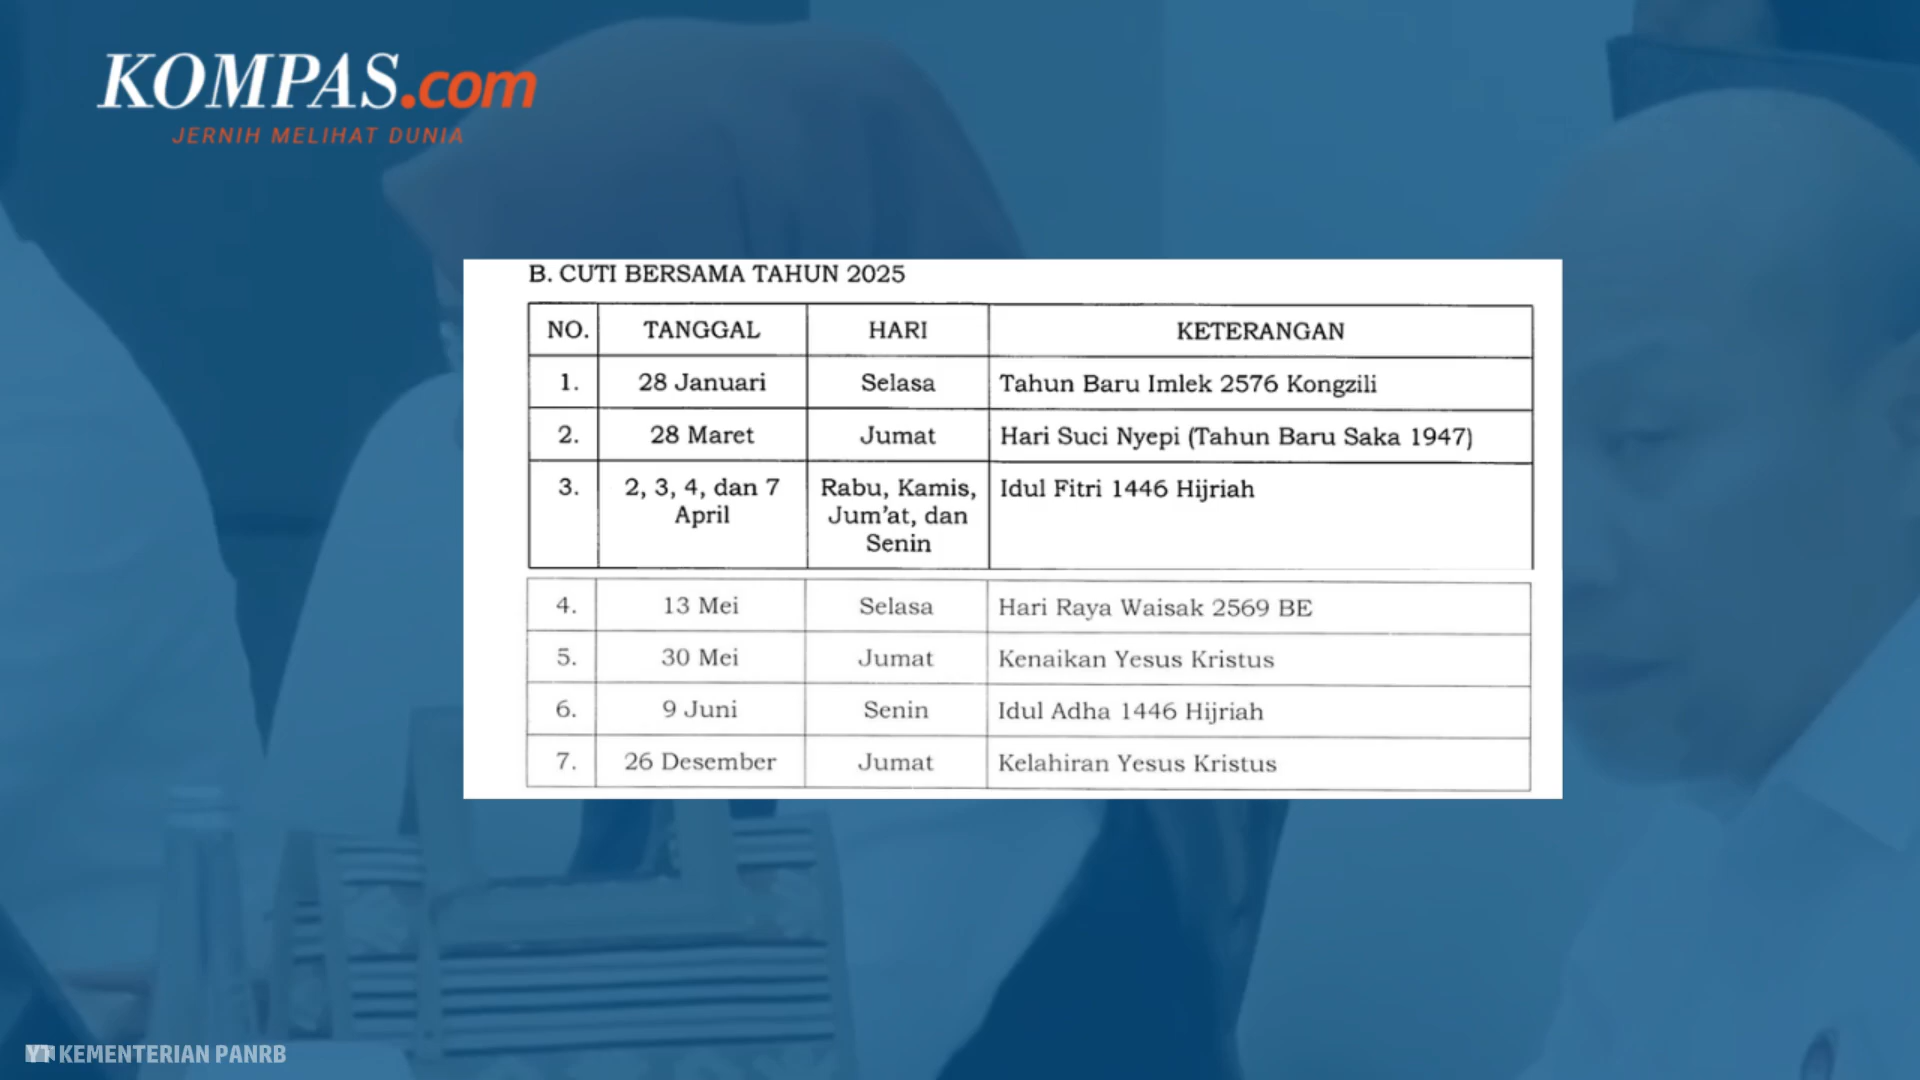 KOMPAS.com
JERNIH MELIHAT DUNIA
B. CUTI BERSAMA TAHUN 2025
NO. TANGGAL HARI KETERANGAN
1. 28 Januari Selasa Tahun Baru Imlek 2576 Kongzili
2. 28 Maret Jumat Hari Suci Nyepi (Tahun Baru Saka 1947)
3. 2, 3, 4, dan 7 April Rabu, Kamis, Jum'at, dan Senin Idul Fitri 1446 Hijriah
4. 13 Mei Selasa Hari Raya Waisak 2569 BE
5. 30 Mei Jumat Kenaikan Yesus Kristus
6. 9 Juni Senin Idul Adha 1446 Hijriah
7. 26 Desember Jumat Kelahiran Yesus Kristus
KEMENTERIAN PANRB